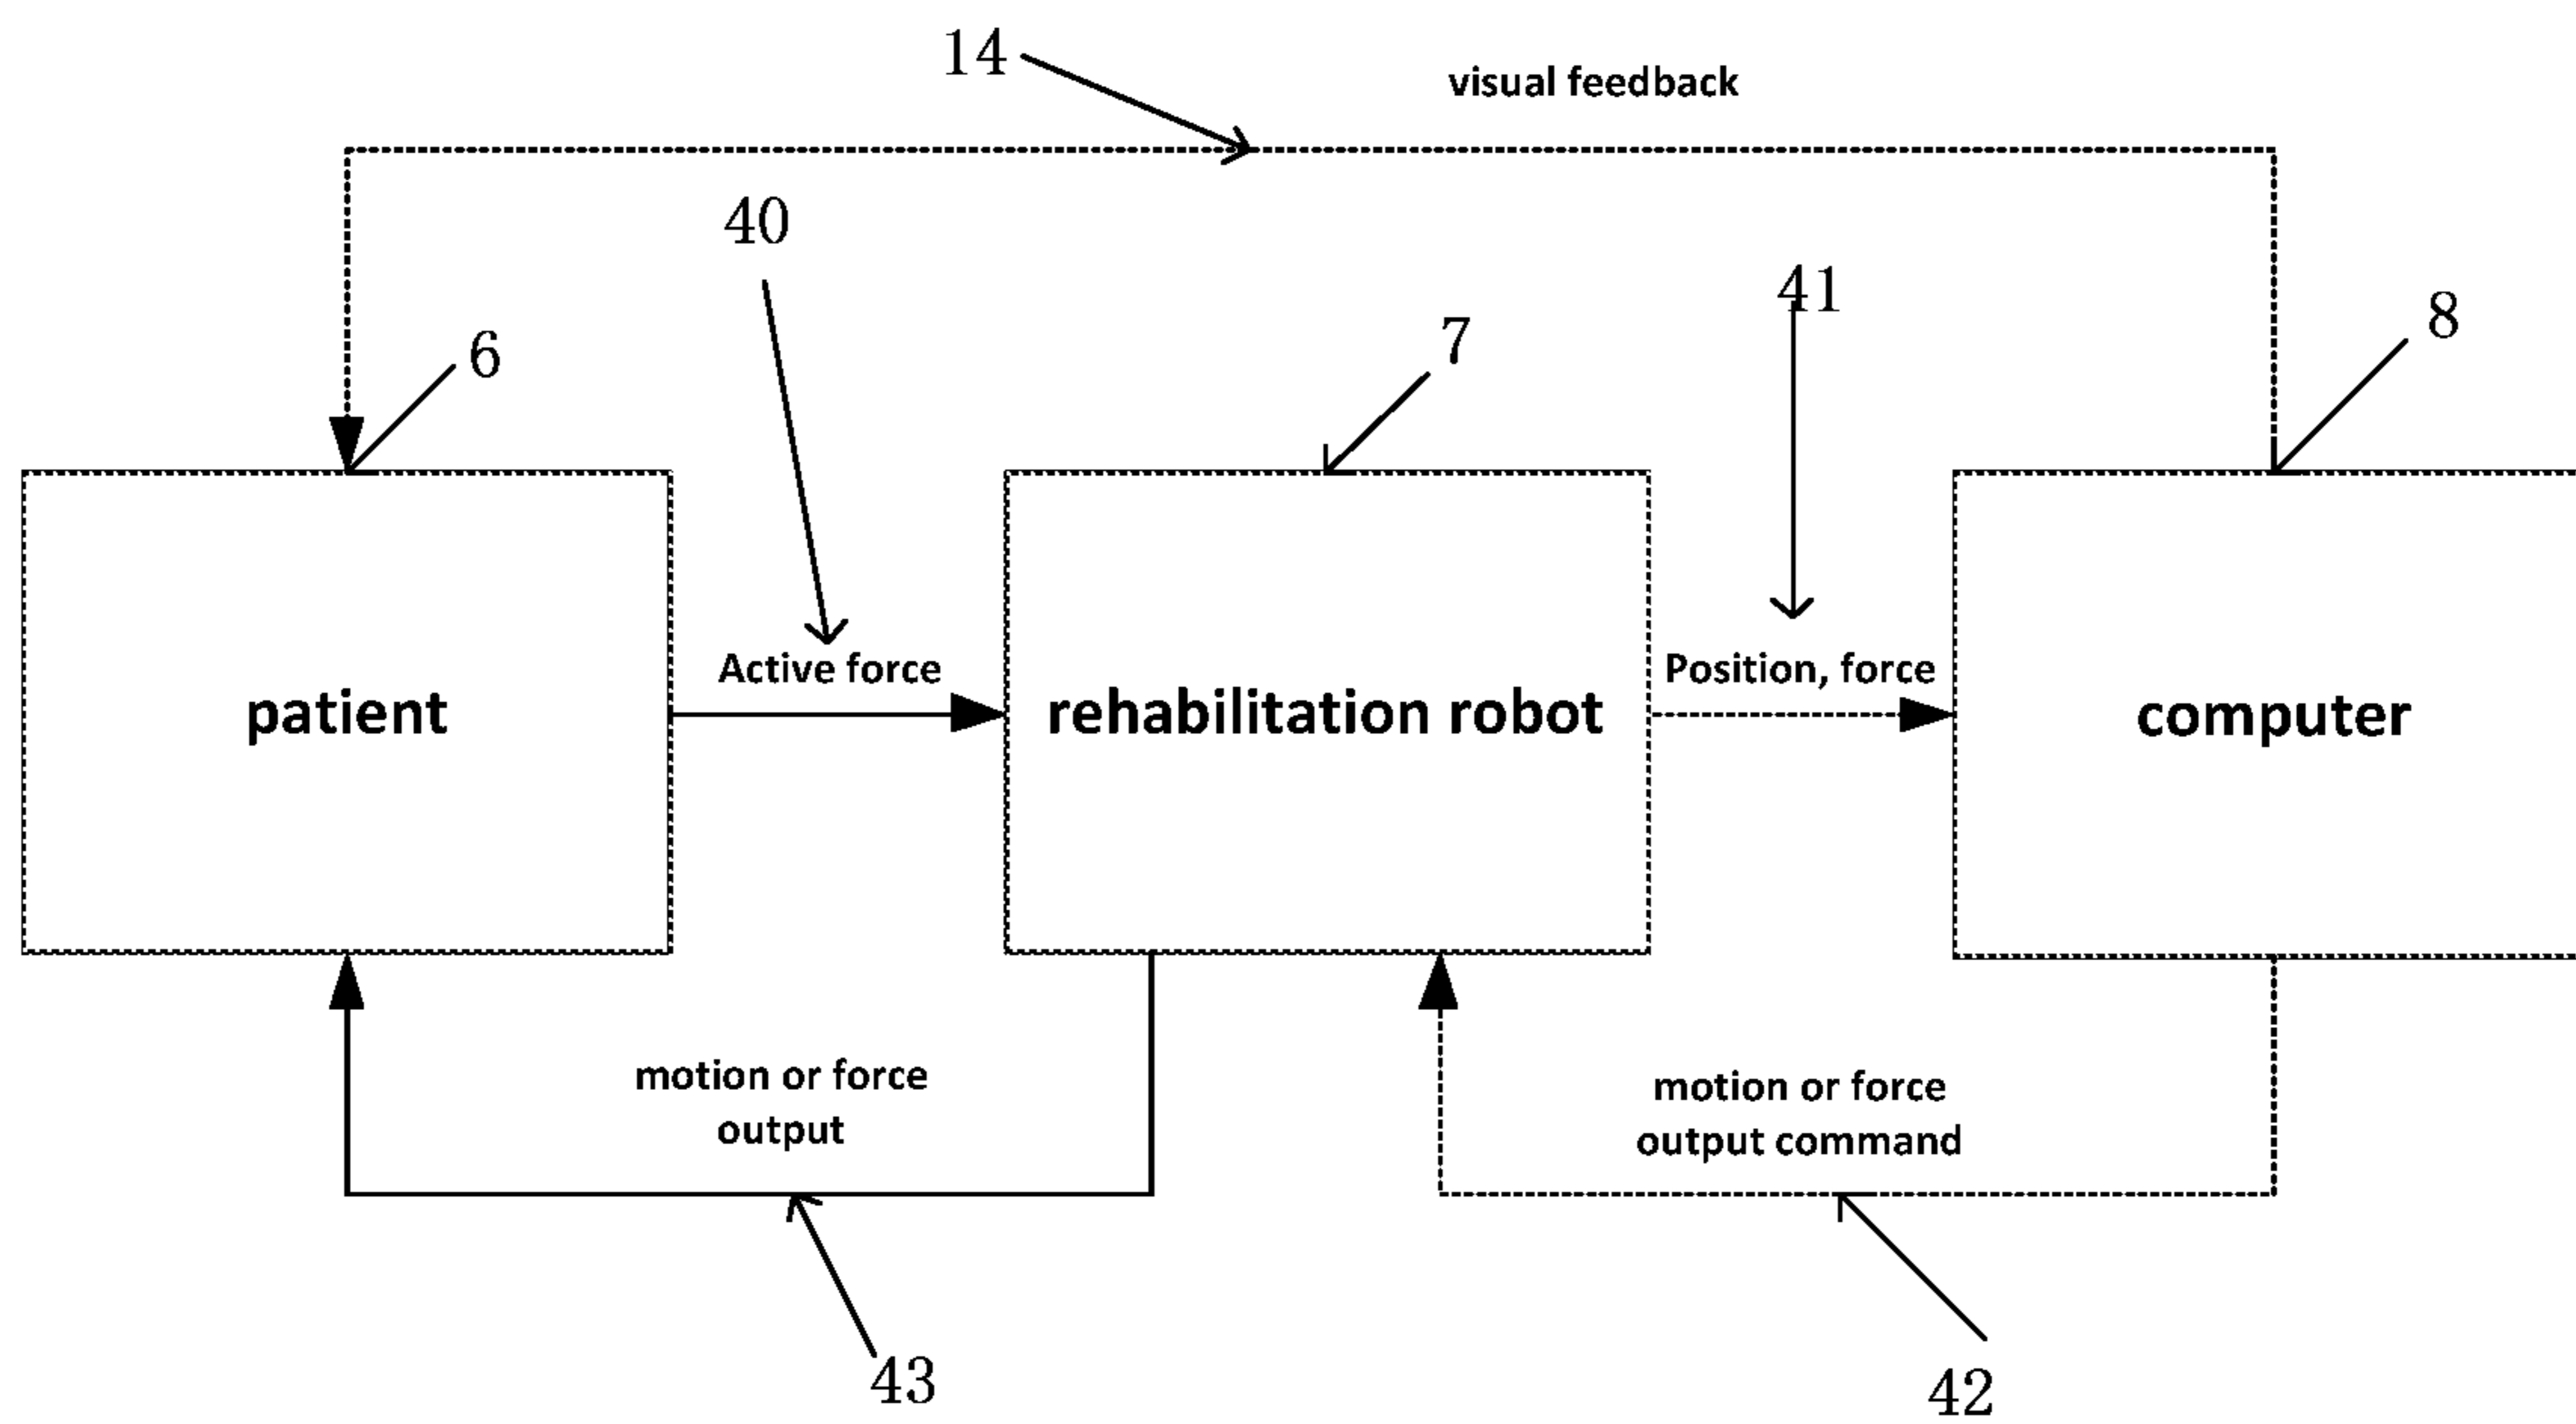 14
visual feedback
40
41
6
7
8
Active force
Position, force
patient
rehabilitation robot
computer
motion or force
output
motion or force
output command
43
42